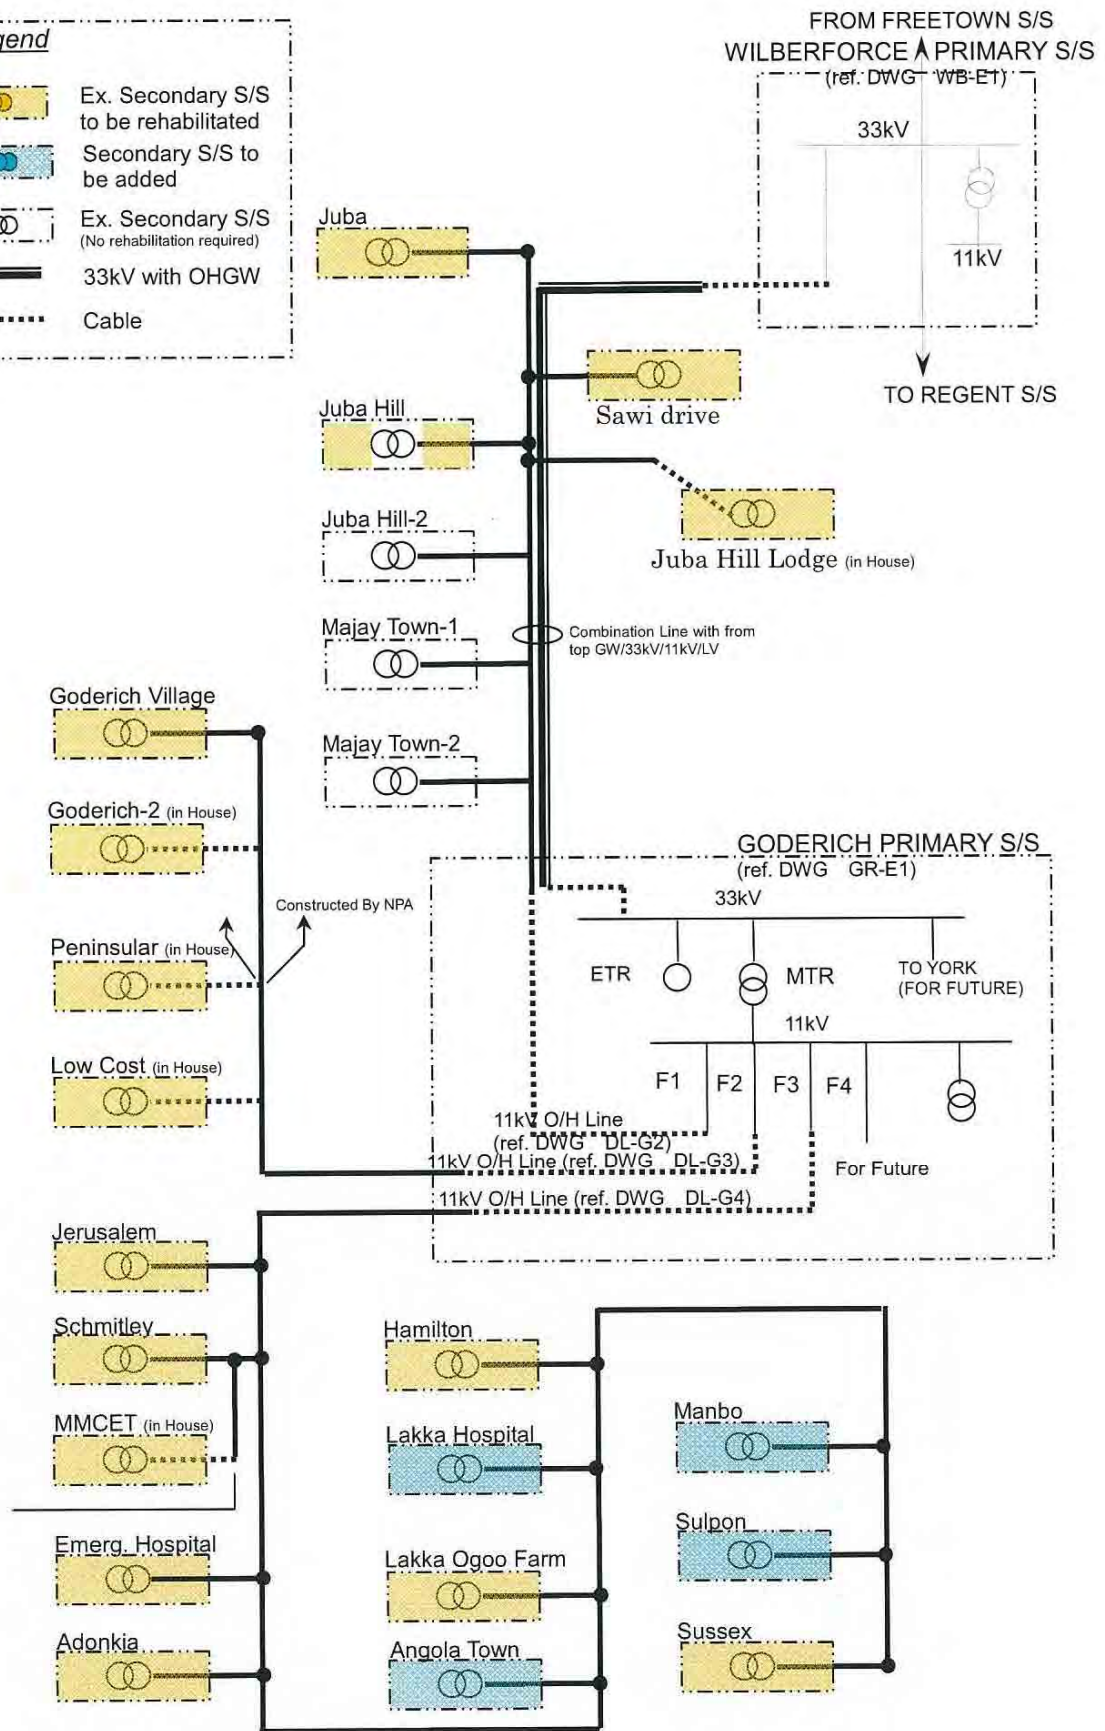 gend
Ex. Secondary S/S
to be rehabilitated
Secondary S/S to
be added
Ex. Secondary S/S
(No rehabilitation required)
33kV with OHGW
Cable
FROM FREETOWN S/S
WILBERFORCE PRIMARY S/S
(ref. DWG WB-E1)
33kV
11kV
TO REGENT S/S
Juba
Sawi drive
Juba Hill
Juba Hill Lodge (in House)
Juba Hill-2
Majay Town-1
Combination Line with from
top GW/33kV/11kV/LV
Majay Town-2
Goderich Village
Goderich-2 (in House)
Constructed By NPA
Peninsular (in House)
Low Cost (in House)
GODERICH PRIMARY S/S
(ref. DWG GR-E1)
33kV
ETR
MTR
TO YORK
(FOR FUTURE)
11kV
F1
F2
F3
F4
For Future
11kV O/H Line
(ref. DWG DL-G2)
11kV O/H Line (ref. DWG DL-G3)
11kV O/H Line (ref. DWG DL-G4)
Jerusalem
Schmitley
MMCET (in House)
Emerg. Hospital
Adonkia
Hamilton
Lakka Hospital
Lakka Ogoo Farm
Angola Town
Manbo
Sulpon
Sussex